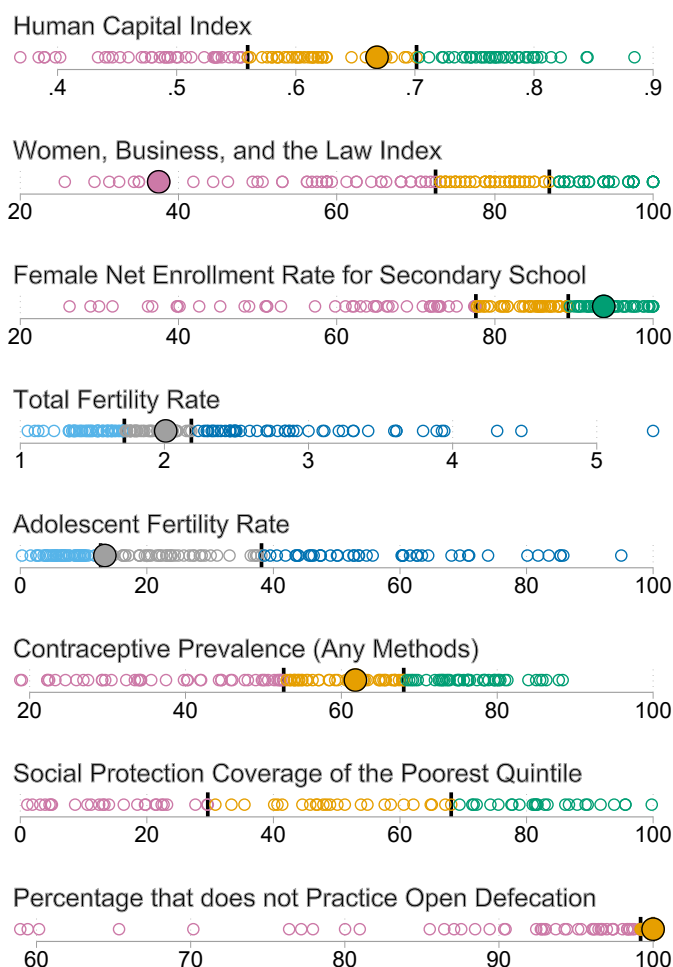 Human Capital Index
.4 .5 .6 .7 .8 .9
Women, Business, and the Law Index
20 40 60 80 100
Female Net Enrollment Rate for Secondary School
20 40 60 80 100
Total Fertility Rate
1 2 3 4 5
Adolescent Fertility Rate
0 20 40 60 80 100
Contraceptive Prevalence (Any Methods)
20 40 60 80 100
Social Protection Coverage of the Poorest Quintile
0 20 40 60 80 100
Percentage that does not Practice Open Defecation
60 70 80 90 100